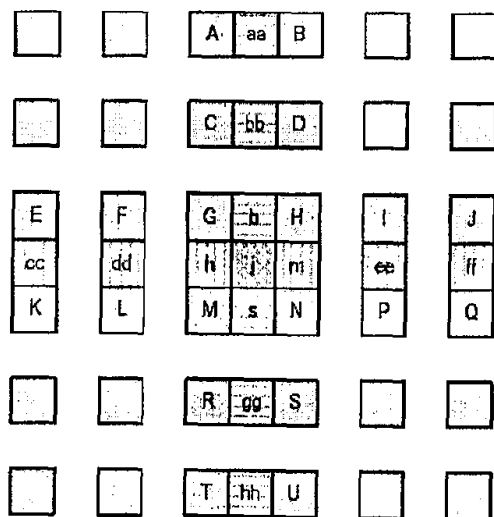 A aa B
C bb D
E F G b H I J
cc dd h j m ee ff
K L M s N P Q
R gg S
T hh U